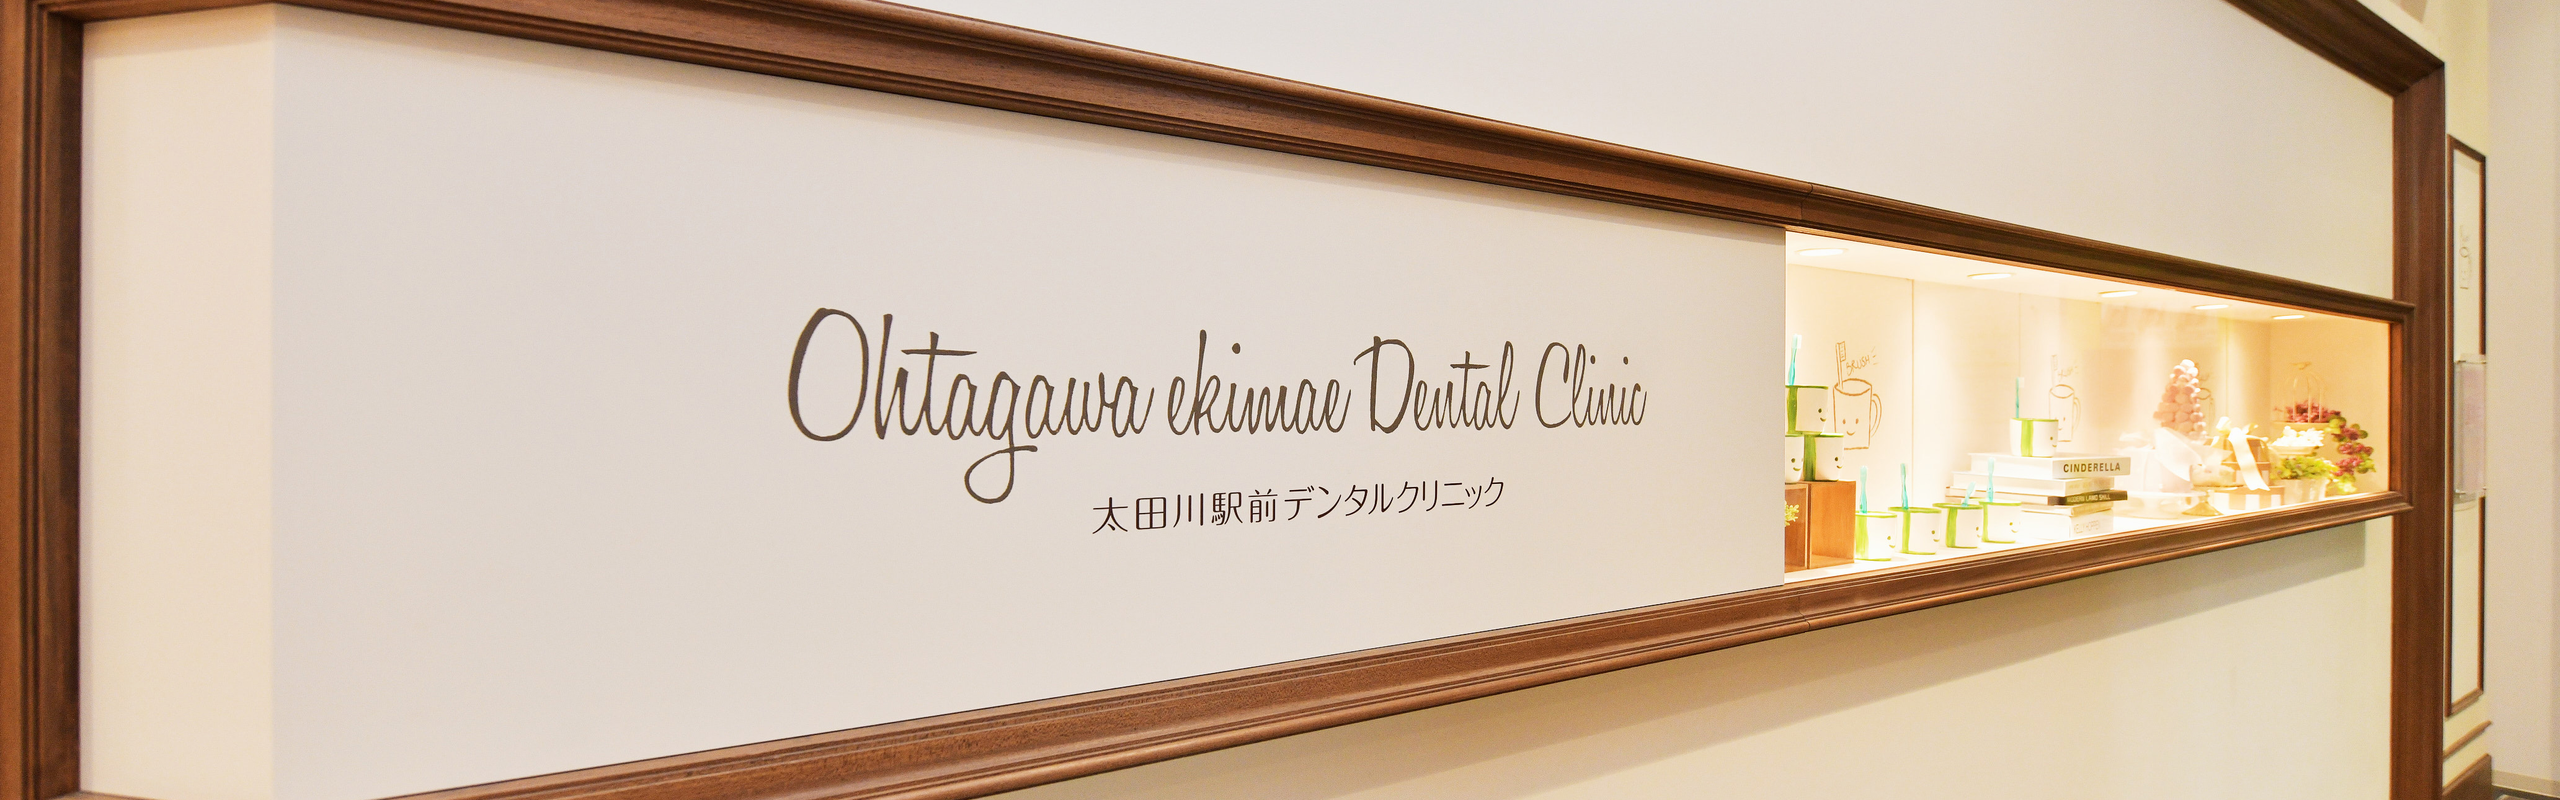 Ohtagawa ekimae Dental Clinic
太田川駅前デンタルクリニック
BRUSH
CINDERELLA